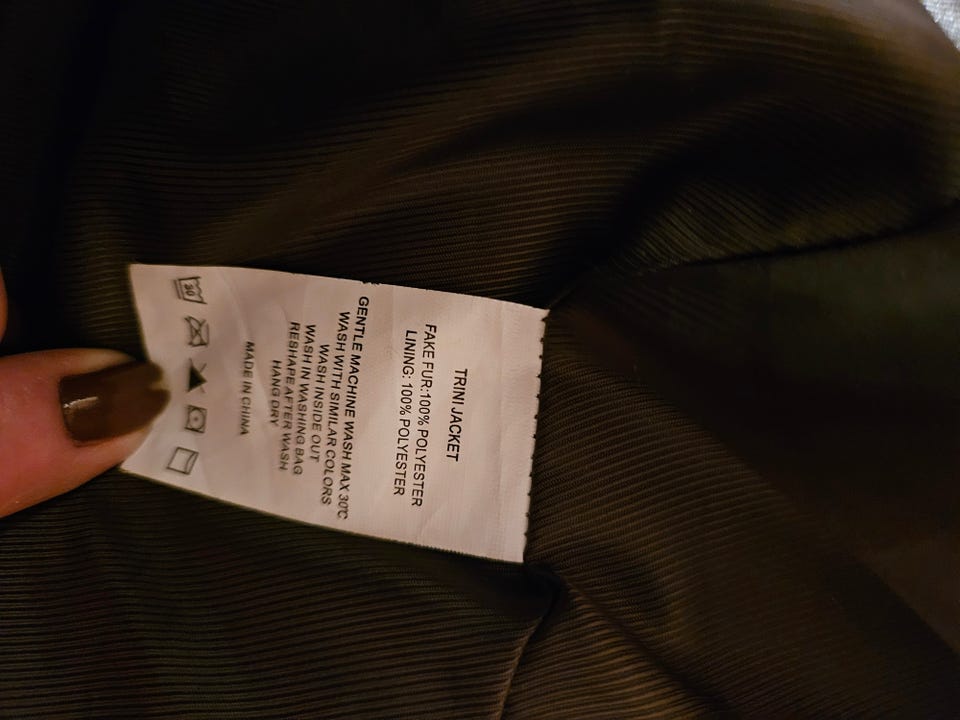 TRINI JACKET
FAKE FUR:100% POLYESTER
LINING: 100% POLYESTER
GENTLE MACHINE WASH MAX 30℃
WASH WITH SIMILAR COLORS
WASH INSIDE OUT
WASH IN WASHING BAG
RESHAPE AFTER WASH
HANG DRY
MADE IN CHINA
30